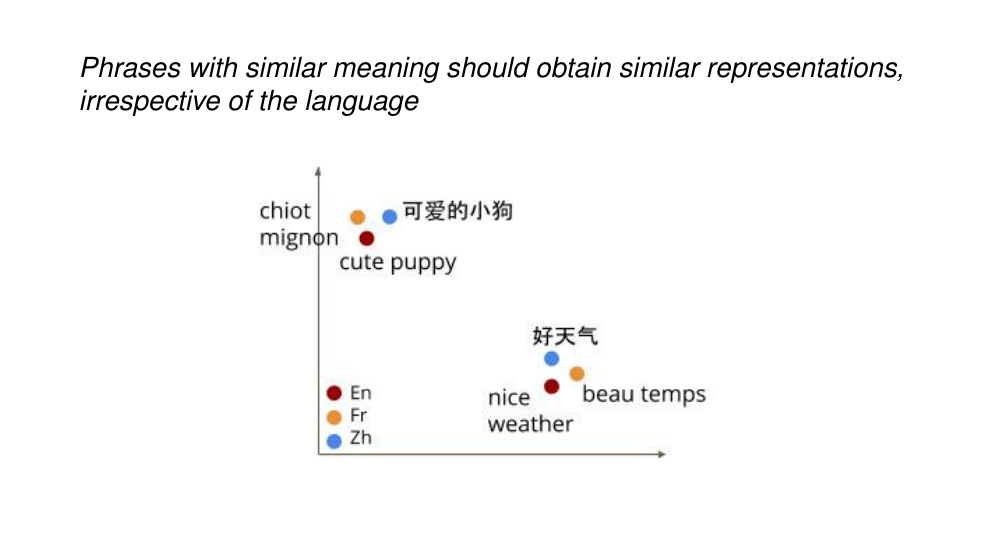 Phrases with similar meaning should obtain similar representations,
irrespective of the language
chiot
mignon
可爱的小狗
cute puppy
好天气
nice
weather
beau temps
En
Fr
Zh